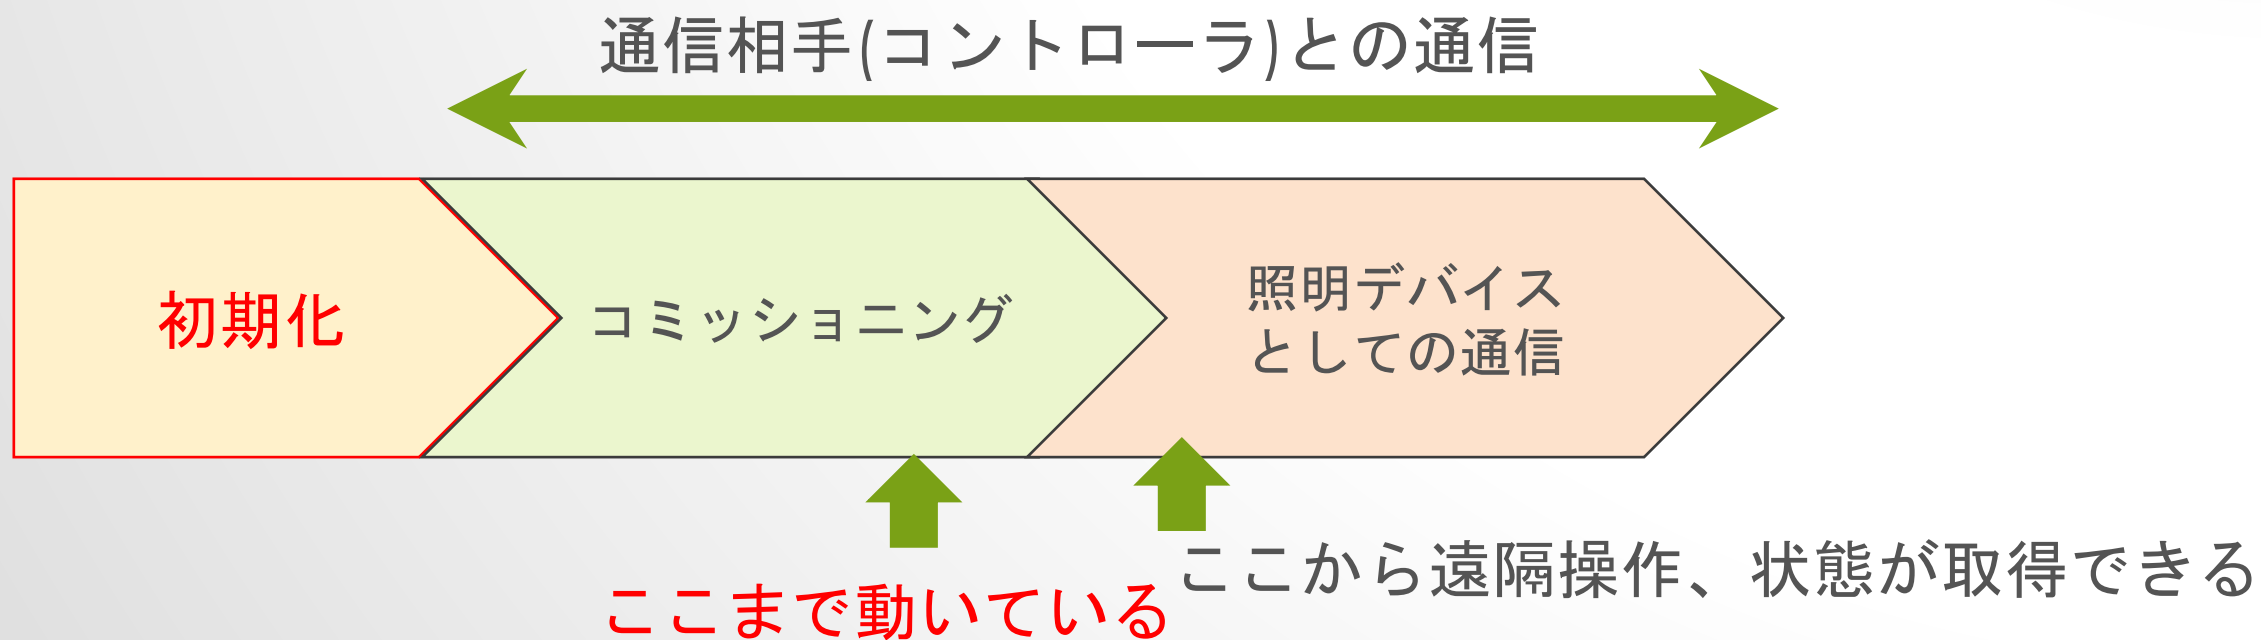 通信相手(コントローラ)との通信
初期化
コミッショニング
照明デバイス
としての通信
ここから遠隔操作、状態が取得できる
ここまで動いている